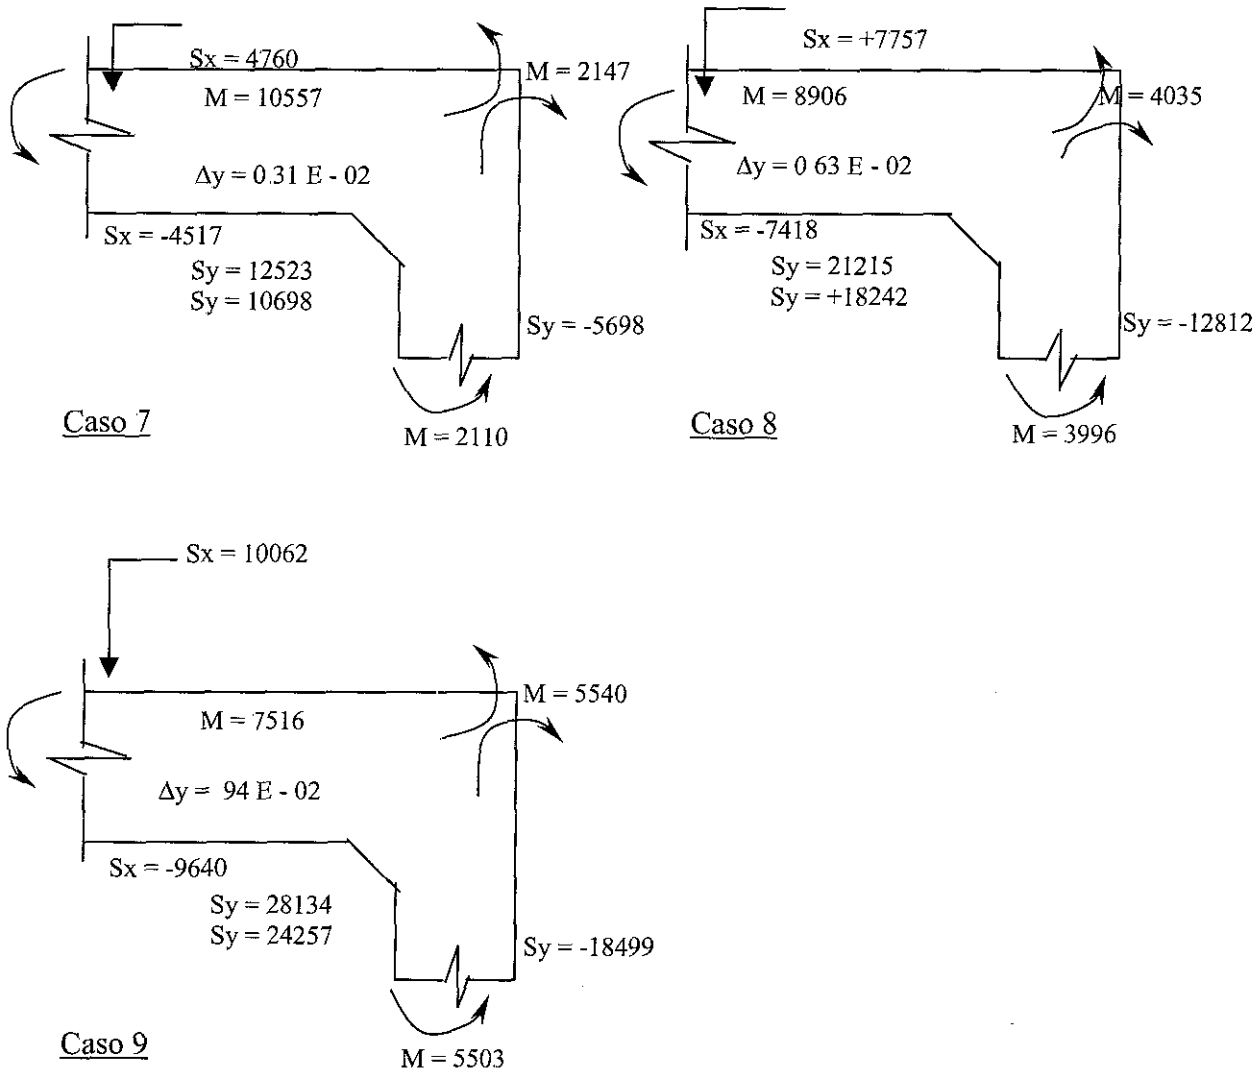 Sx = 4760
M = 2147
M = 10557
Δy = 0.31 E - 02
Sx = -4517
Sy = 12523
Sy = 10698
Sy = -5698
Caso 7
M = 2110
Sx = +7757
M = 8906
M = 4035
Δy = 0 63 E - 02
Sx = -7418
Sy = 21215
Sy = +18242
Sy = -12812
Caso 8
M = 3996
Sx = 10062
M = 5540
M = 7516
Δy = 94 E - 02
Sx = -9640
Sy = 28134
Sy = 24257
Sy = -18499
Caso 9
M = 5503